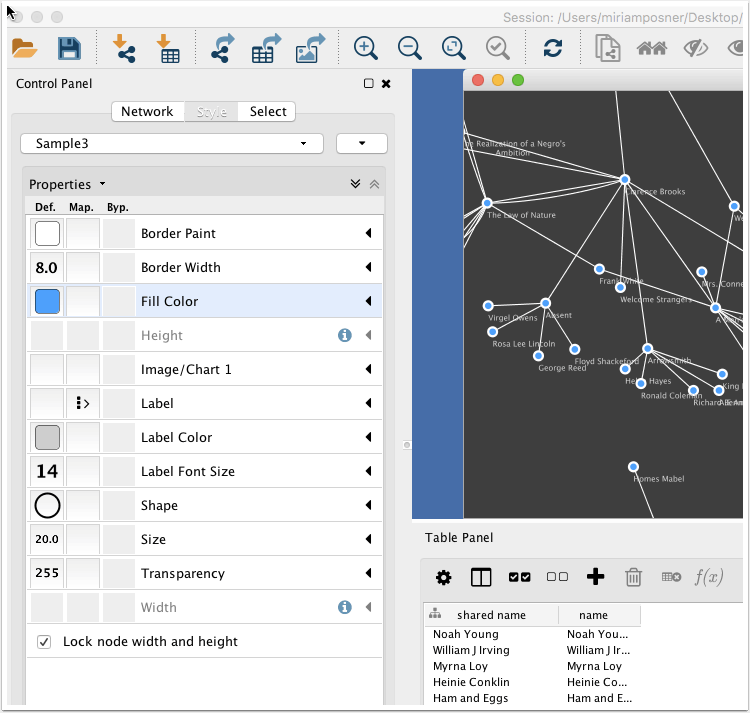 Session: /Users/miriamposner/Desktop/
Control Panel
Network Style Select
Sample3
Properties
Def. Map. Byp.
Border Paint
8.0 Border Width
Fill Color
Height
Image/Chart 1
Label
Label Color
14 Label Font Size
Shape
20.0 Size
255 Transparency
Width
Lock node width and height
Realization of a Negro's
Ambition
Clarence Brooks
The Law of Nature
Frank White
Mrs. Conne
Welcome Strangers
Virgel Owens
Absent
Rosa Lee Lincoln
George Reed
Floyd Shackeford
Arrowsmith
Hayes
King
Ronald Coleman
Richard
Homes Mabel
Table Panel
f(x)
shared name name
Noah Young Noah You...
William J Irving William J Ir...
Myrna Loy Myrna Loy
Heinie Conklin Heinie Co...
Ham and Eggs Ham and E...